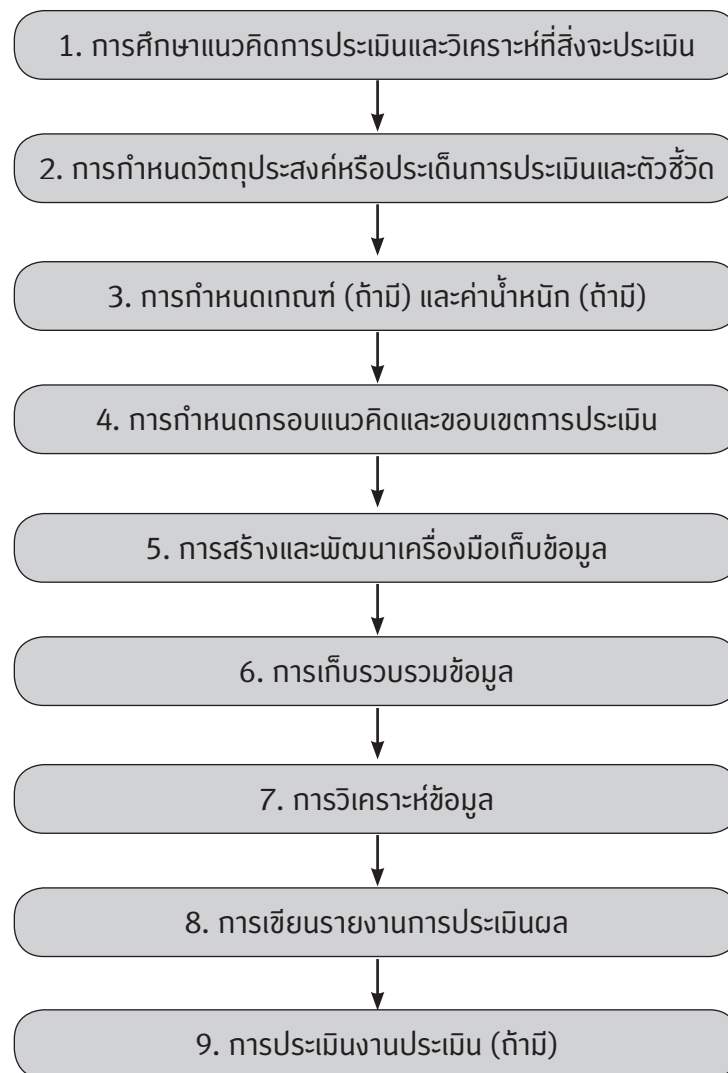 1. การศึกษาแนวคิดการประเมินและวิเคราะห์ที่สิ่งจะประเมิน
2. การกำหนดวัตถุประสงค์หรือประเด็นการประเมินและตัวชี้วัด
3. การกำหนดเกณฑ์ (ถ้ามี) และค่าน้ำหนัก (ถ้ามี)
4. การกำหนดกรอบแนวคิดและขอบเขตการประเมิน
5. การสร้างและพัฒนาเครื่องมือเก็บข้อมูล
6. การเก็บรวบรวมข้อมูล
7. การวิเคราะห์ข้อมูล
8. การเขียนรายงานการประเมินผล
9. การประเมินงานประเมิน (ถ้ามี)